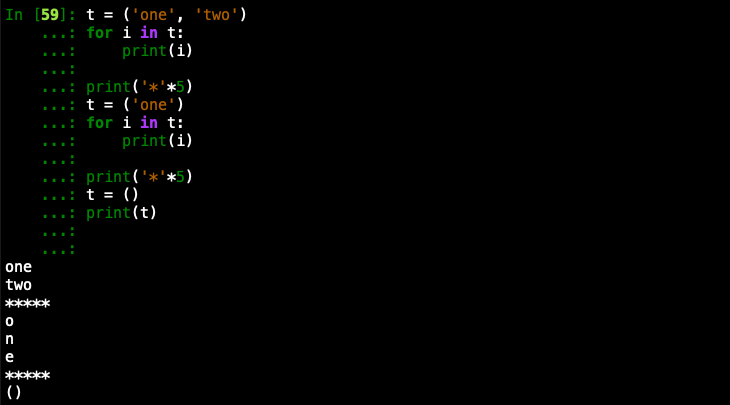 In [59]: t = ('one', 'two')
    ...: for i in t:
    ...:     print(i)
    ...:
    ...: print('*'*5)
    ...: t = ('one')
    ...: for i in t:
    ...:     print(i)
    ...:
    ...: print('*'*5)
    ...: t = ()
    ...: print(t)
    ...:
    ...:
one
two
*****
o
n
e
*****
()